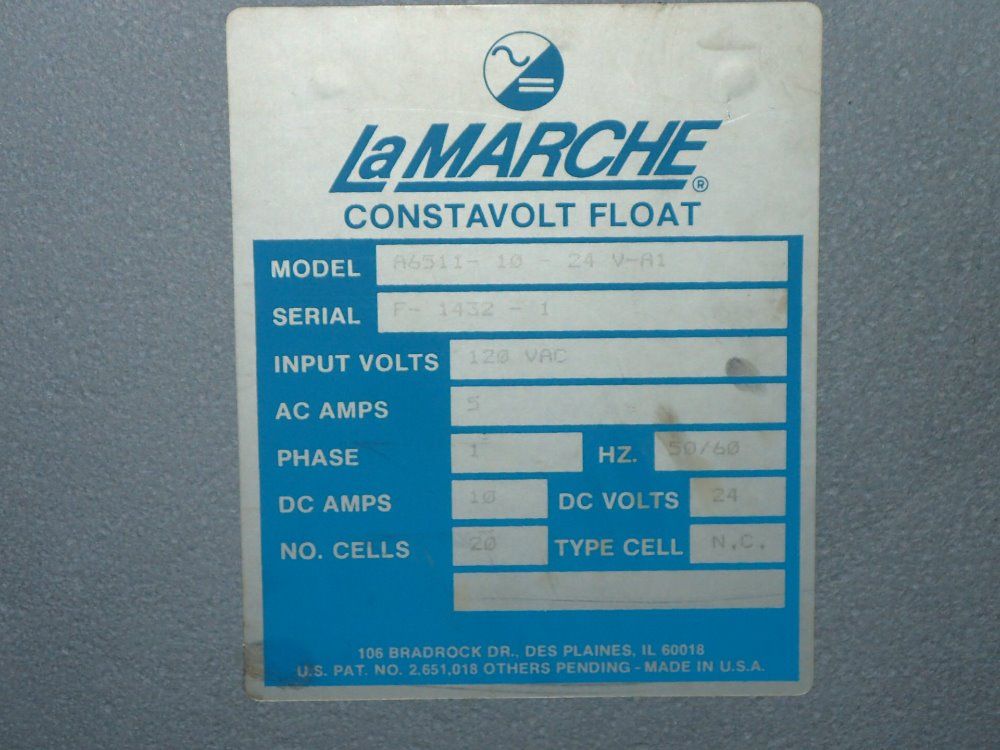 LaMARCHE®
CONSTAVOLT FLOAT
MODEL A6511- 10 - 24 V-A1
SERIAL F- 1432 - 1
INPUT VOLTS 120 VAC
AC AMPS 5
PHASE 1 HZ. 50/60
DC AMPS 10 DC VOLTS 24
NO. CELLS 20 TYPE CELL N.C.
106 BRADROCK DR., DES PLAINES, IL 60018
U.S. PAT. NO. 2,651,018 OTHERS PENDING - MADE IN U.S.A.